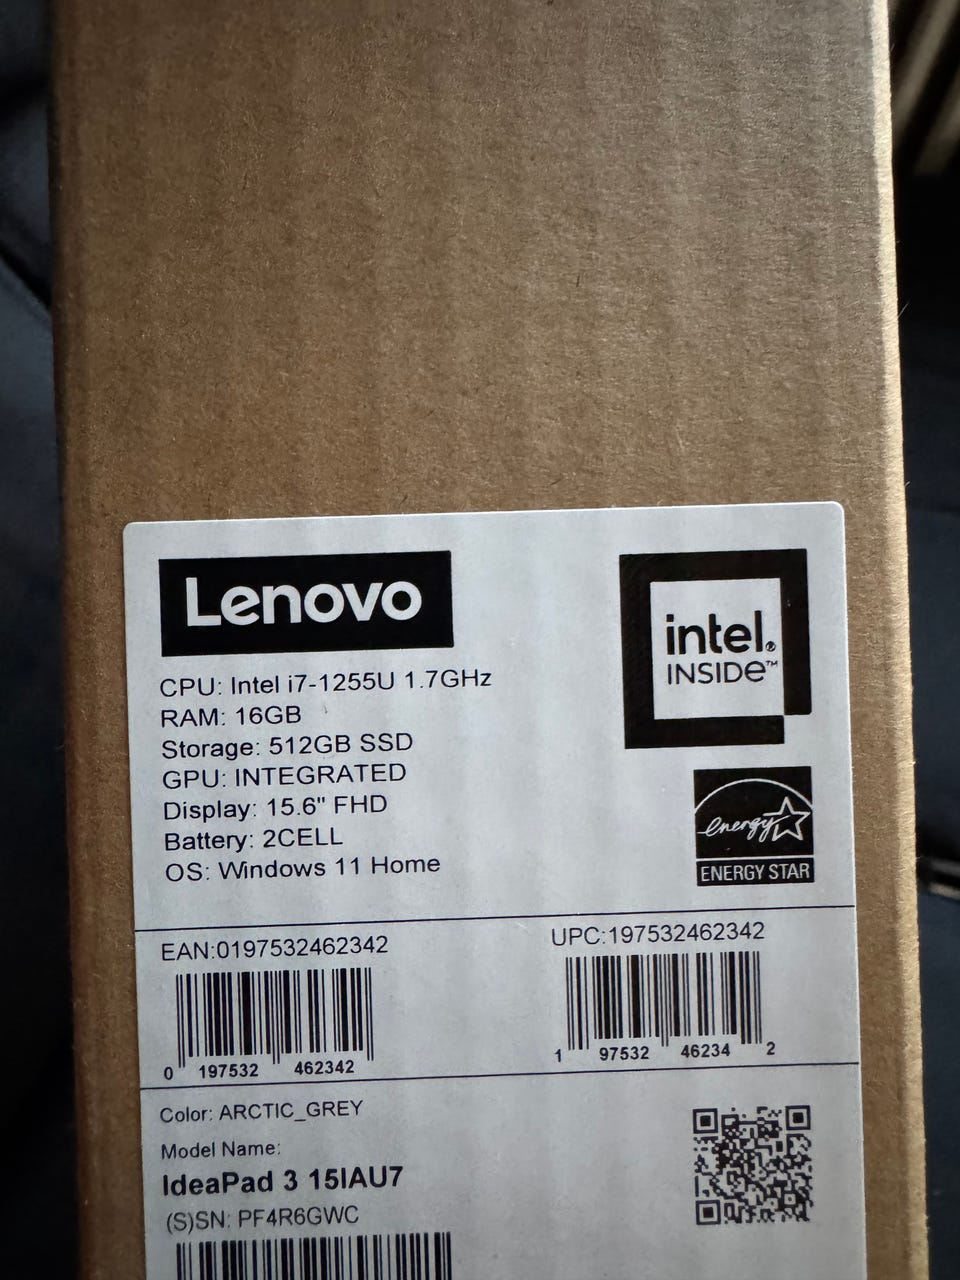 Lenovo
intel®
INSIDe™
CPU: Intel i7-1255U 1.7GHz
RAM: 16GB
Storage: 512GB SSD
GPU: INTEGRATED
Display: 15.6" FHD
Battery: 2CELL
OS: Windows 11 Home
energy
ENERGY STAR
EAN:0197532462342
0 197532 462342
UPC:197532462342
1 97532 46234 2
Color: ARCTIC_GREY
Model Name:
IdeaPad 3 15IAU7
(S)SN: PF4R6GWC